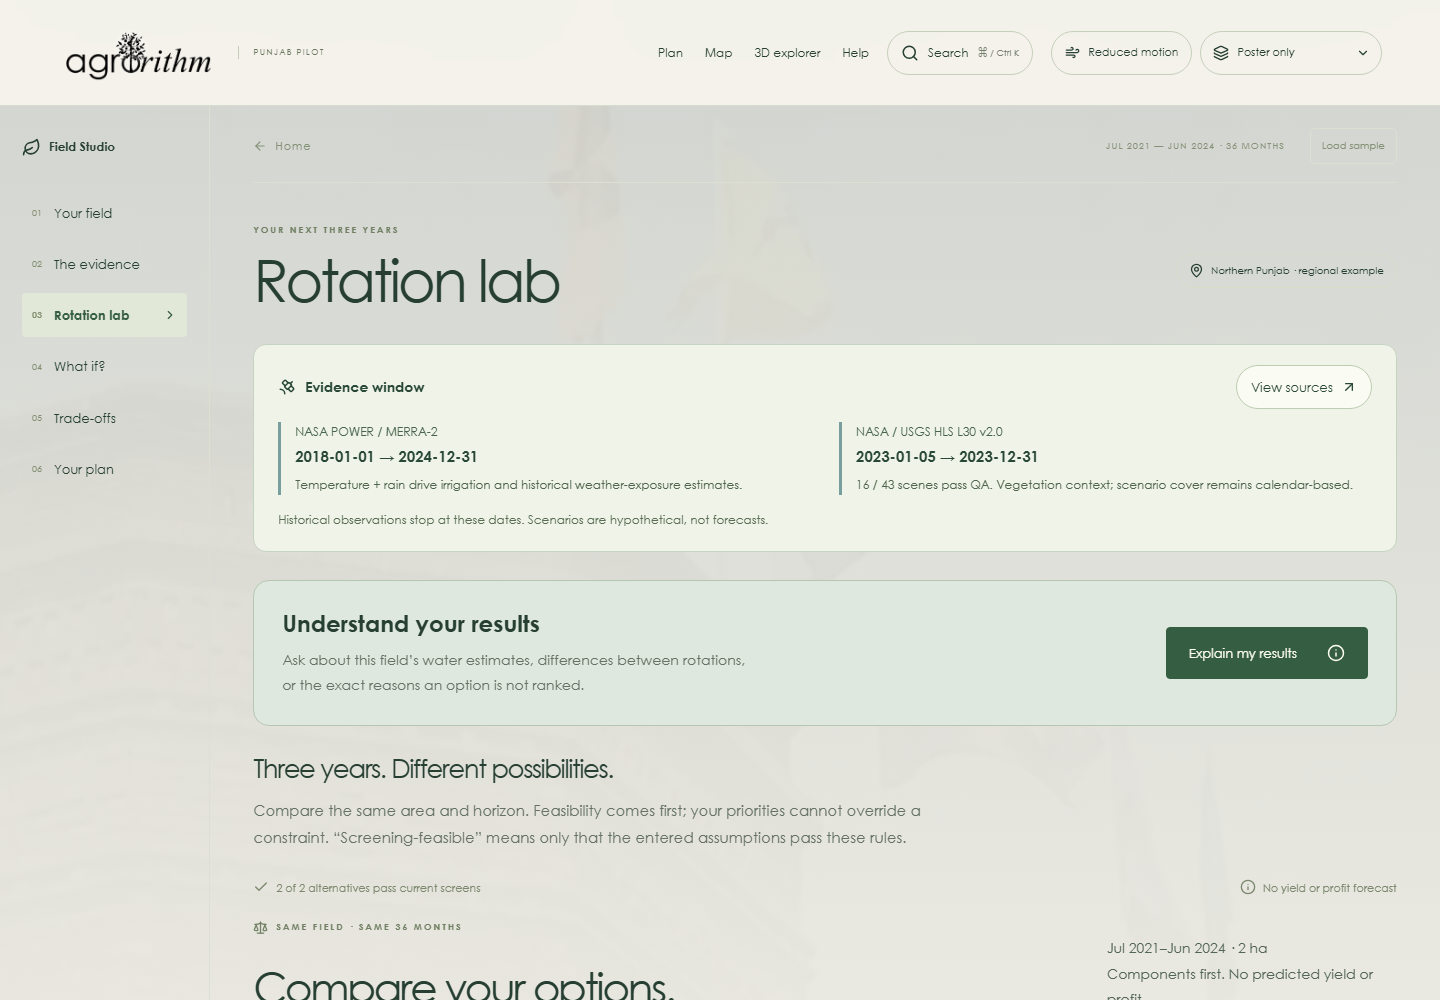 agrorithm
PUNJAB PILOT
Plan
Map
3D explorer
Help
Search ⌘ / Ctrl K
Reduced motion
Poster only
Field Studio
01 Your field
02 The evidence
03 Rotation lab
04 What if?
05 Trade-offs
06 Your plan
← Home
JUL 2021 — JUN 2024 · 36 MONTHS
Load sample
YOUR NEXT THREE YEARS
Rotation lab
Northern Punjab · regional example
Evidence window
View sources
NASA POWER / MERRA-2
2018-01-01 → 2024-12-31
Temperature + rain drive irrigation and historical weather-exposure estimates.
NASA / USGS HLS L30 v2.0
2023-01-05 → 2023-12-31
16 / 43 scenes pass QA. Vegetation context; scenario cover remains calendar-based.
Historical observations stop at these dates. Scenarios are hypothetical, not forecasts.
Understand your results
Ask about this field’s water estimates, differences between rotations,
or the exact reasons an option is not ranked.
Explain my results
Three years. Different possibilities.
Compare the same area and horizon. Feasibility comes first; your priorities cannot override a
constraint. “Screening-feasible” means only that the entered assumptions pass these rules.
2 of 2 alternatives pass current screens
No yield or profit forecast
SAME FIELD · SAME 36 MONTHS
Compare your options.
Jul 2021–Jun 2024 · 2 ha
Components first. No predicted yield or
profit.